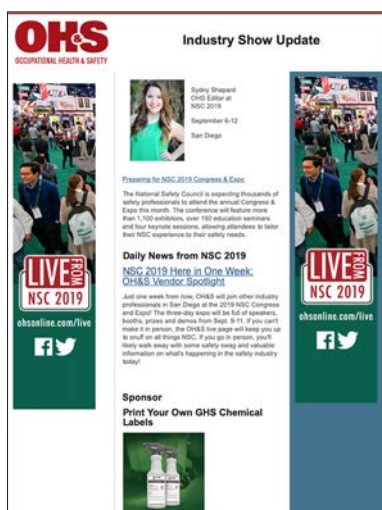 OH&S
OCCUPATIONAL HEALTH & SAFETY
Industry Show Update
Sydny Shepard
OHS Editor at
NSC 2019
September 6-12
San Diego
Preparing for NSC 2019 Congress & Expo
The National Safety Council is expecting thousands of
safety professionals to attend the annual Congress &
Expo this month. The conference will feature more
than 1,100 exhibitors, over 150 education seminars
and four keynote sessions, allowing attendees to tailor
their NSC experience to their safety needs.
Daily News from NSC 2019
NSC 2019 Here in One Week:
OH&S Vendor Spotlight
Just one week from now, OH&S will join other industry
professionals in San Diego at the 2019 NSC Congress
and Expo! The three-day expo will be full of speakers,
booths, prizes and demos from Sept. 9-11. If you can't
make it in person, the OH&S live page will keep you up
to snuff on all things NSC. If you go in person, you'll
likely walk away with some safety swag and valuable
information on what's happening in the safety industry
today!
Sponsor
Print Your Own GHS Chemical
Labels
LIVE FROM
NSC 2019
ohsonline.com/live
LIVE FROM
NSC 2019
ohsonline.com/live